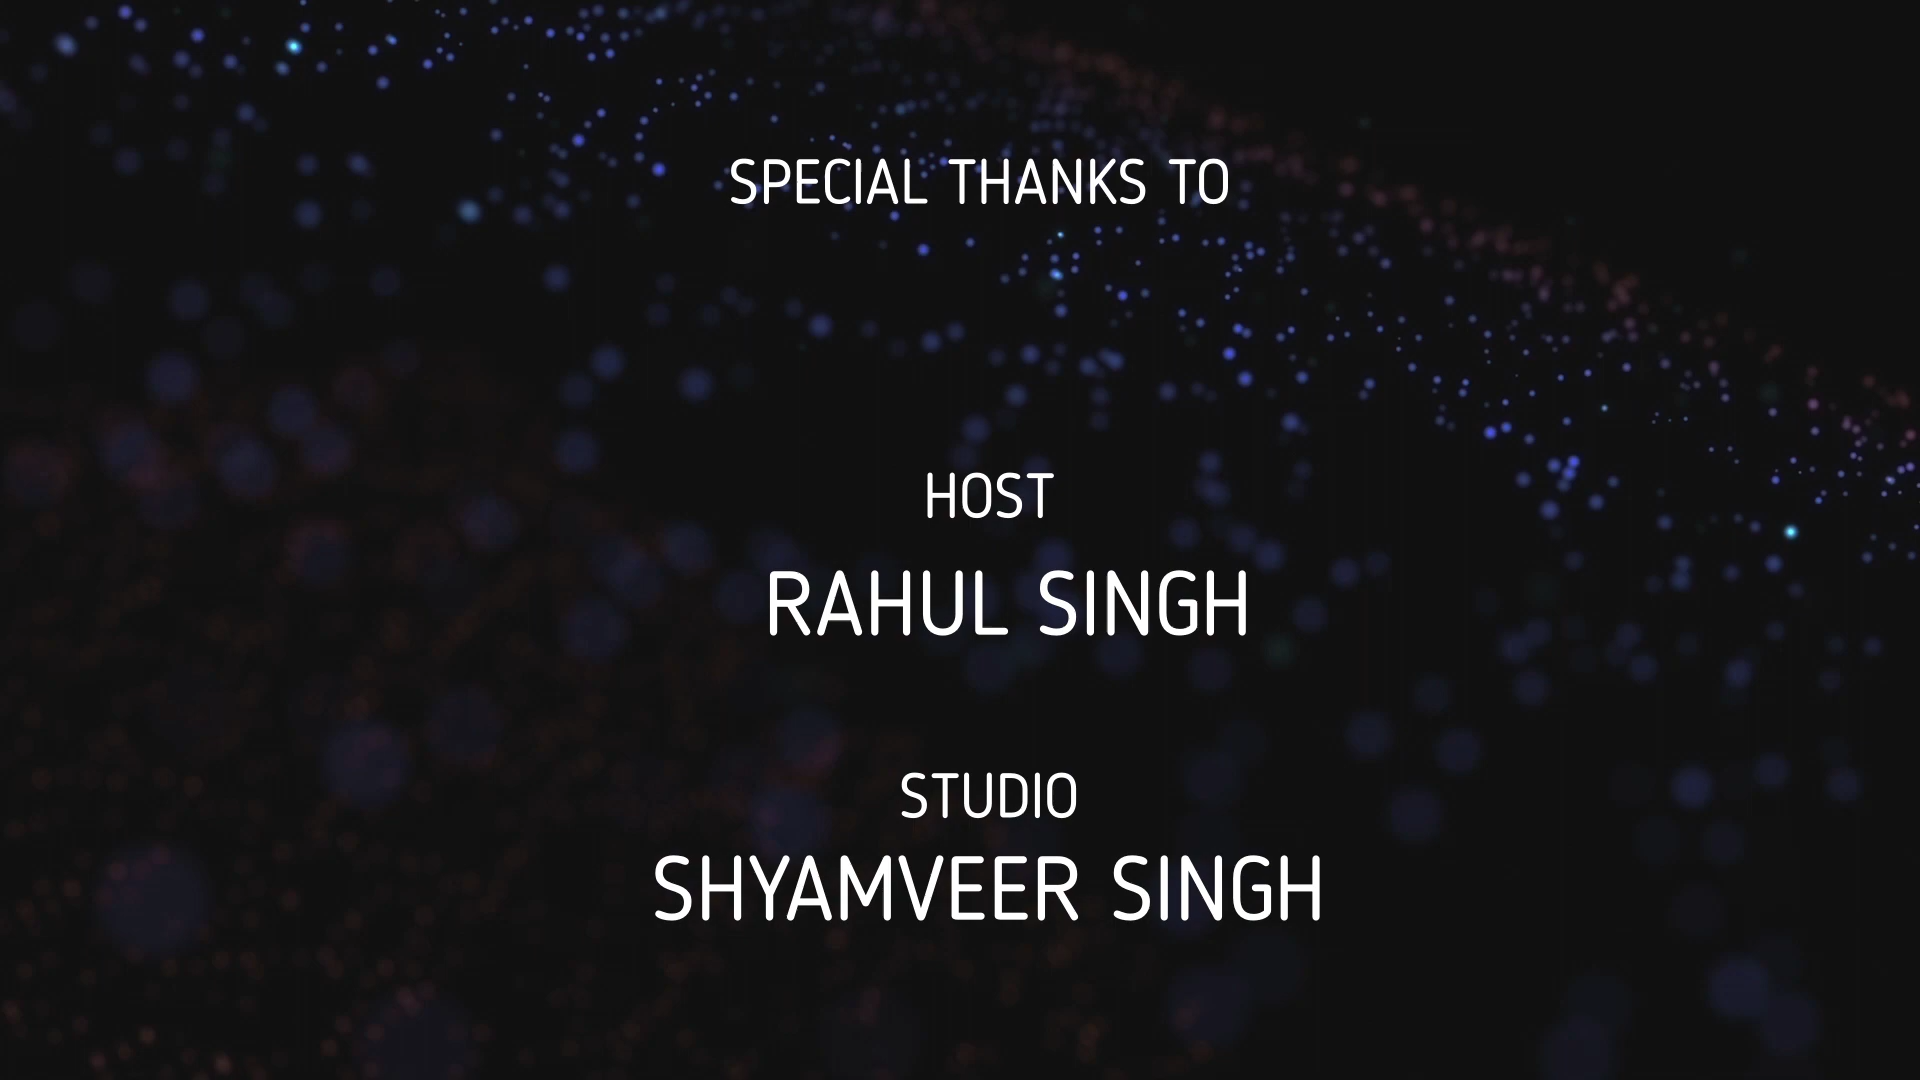 SPECIAL THANKS TO
HOST
RAHUL SINGH
STUDIO
SHYAMVEER SINGH